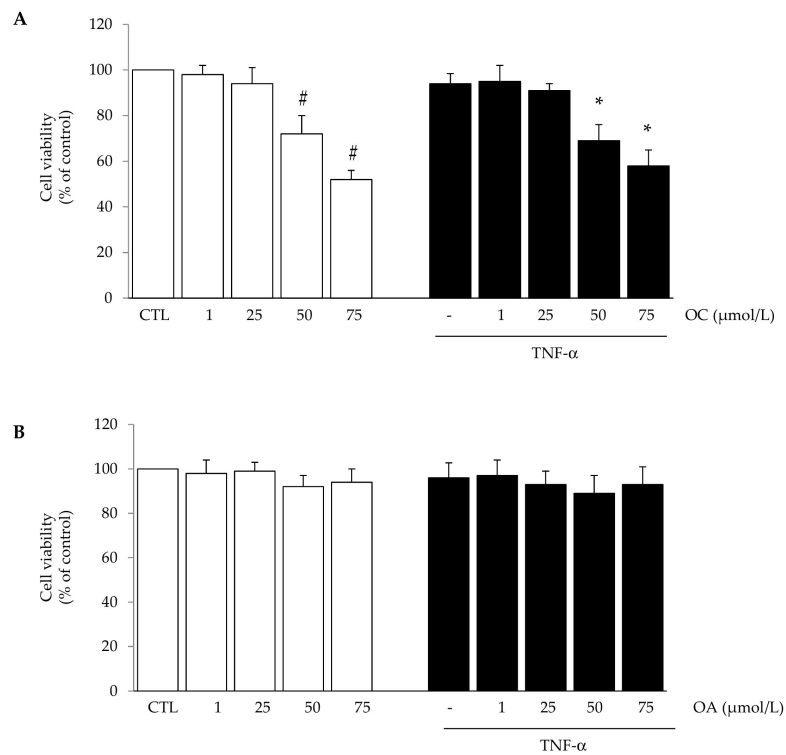 A
120
100
80
60
40
20
0
Cell viability
(% of control)
# # * *
CTL 1 25 50 75 - 1 25 50 75 OC (μmol/L)
TNF-α
B
120
100
80
60
40
20
0
Cell viability
(% of control)
CTL 1 25 50 75 - 1 25 50 75 OA (μmol/L)
TNF-α